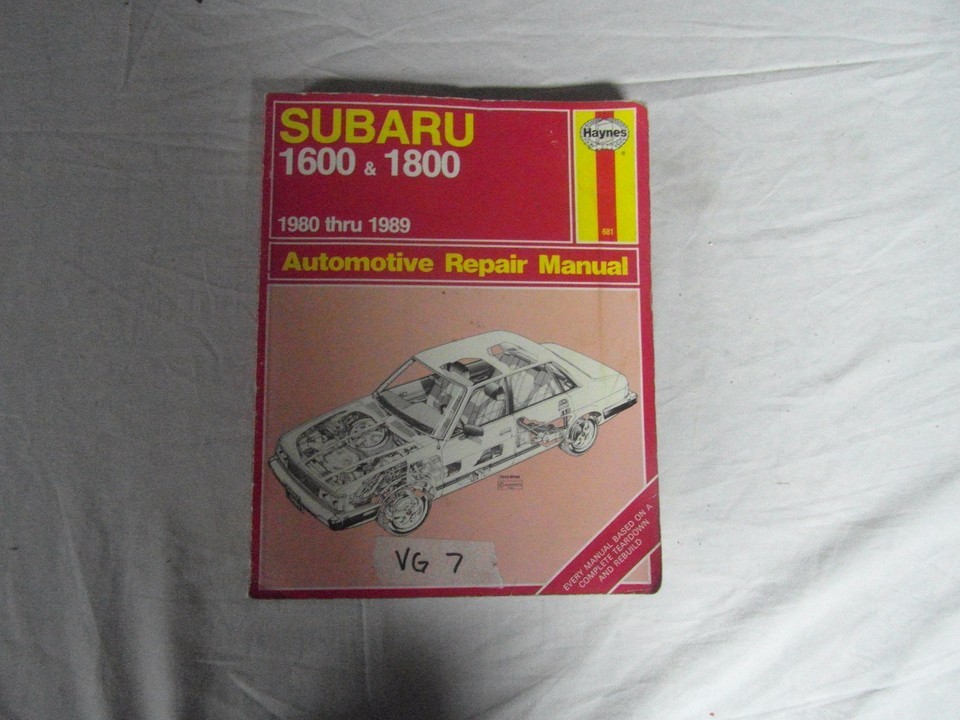 SUBARU
1600 & 1800
1980 thru 1989
Haynes
®
681
Automotive Repair Manual
VG 7
EVERY MANUAL BASED ON A
COMPLETE TEARDOWN
AND REBUILD